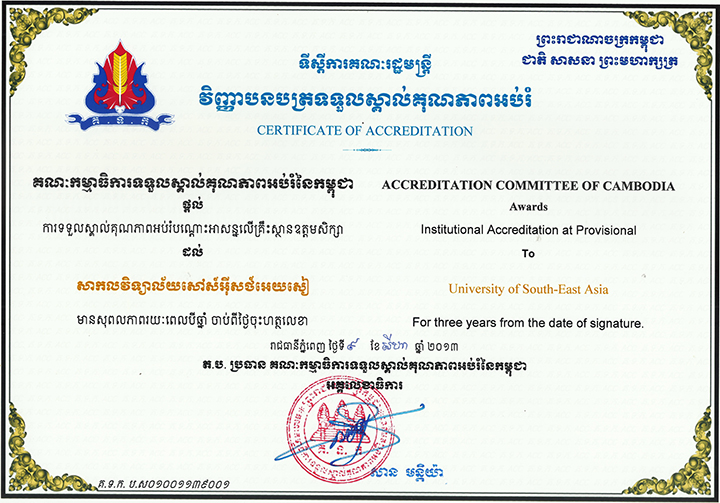 ព្រះរាជាណាចក្រកម្ពុជា
ជាតិ សាសនា ព្រះមហាក្សត្រ
ទីស្តីការគណៈរដ្ឋមន្ត្រី
វិញ្ញាបនបត្រទទួលស្គាល់គុណភាពអប់រំ
CERTIFICATE OF ACCREDITATION
គ. ទ. ក
គណៈកម្មាធិការទទួលស្គាល់គុណភាពអប់រំនៃកម្ពុជា
ផ្តល់
ការទទួលស្គាល់គុណភាពអប់រំបណ្តោះអាសន្នលើគ្រឹះស្ថានឧត្តមសិក្សា
ដល់
សាកលវិទ្យាល័យសៅស៍អ៊ីសថ៍អេយសៀ
មានសុពលភាពរយៈពេលបីឆ្នាំ ចាប់ពីថ្ងៃចុះហត្ថលេខា
ACCREDITATION COMMITTEE OF CAMBODIA
Awards
Institutional Accreditation at Provisional
To
University of South-East Asia
For three years from the date of signature.
រាជធានីភ្នំពេញ ថ្ងៃទី៩ ខែសីហា ឆ្នាំ ២០១៣
ត.ប. ប្រធាន គណៈកម្មាធិការទទួលស្គាល់គុណភាពអប់រំនៃកម្ពុជា
អគ្គលេខាធិការ
គ. ទ. ក
សាន មន្នីយ៉ា
គ.ទ.ក ប.ស០១០០១១៣៩០០១